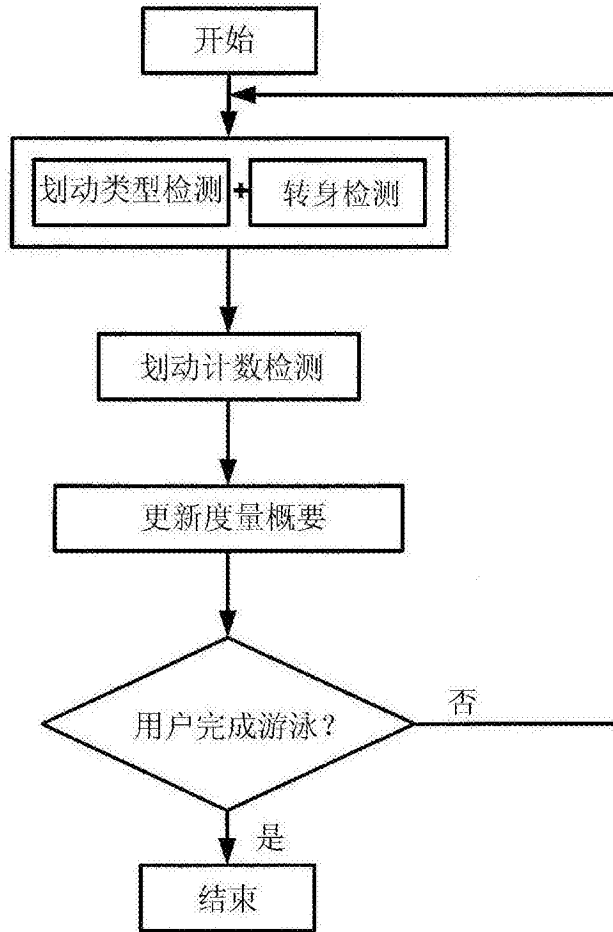 开始
划动类型检测 + 转身检测
划动计数检测
更新度量概要
用户完成游泳?
否
是
结束